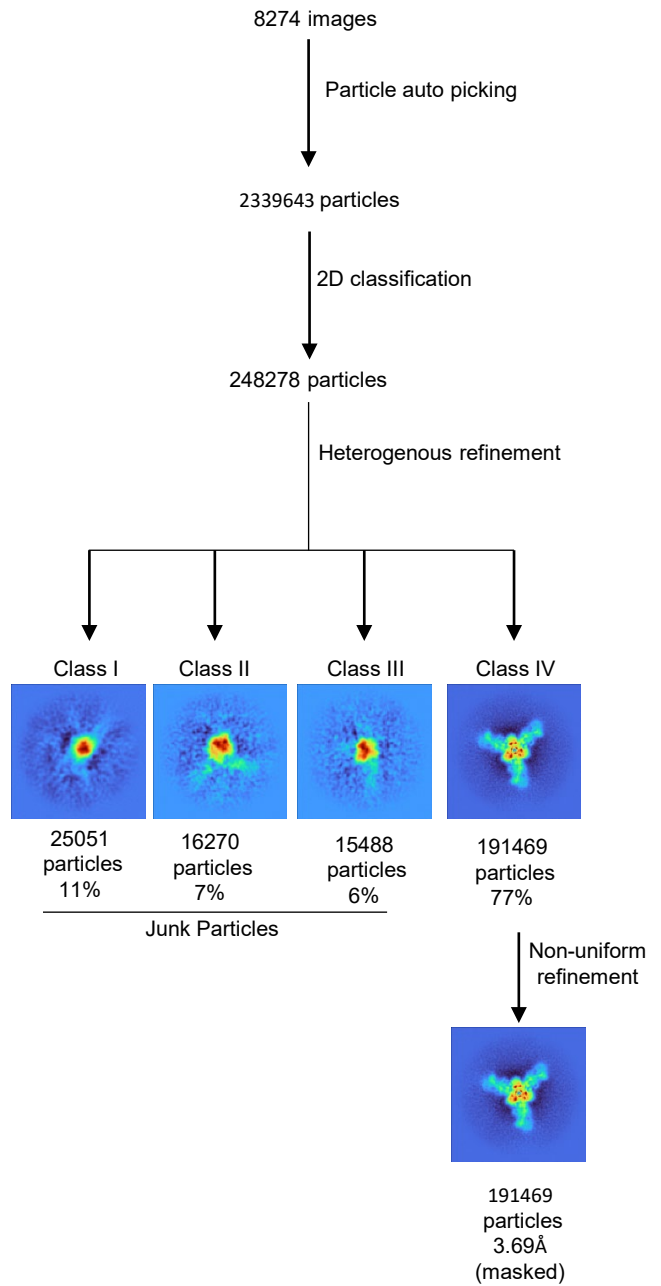 8274 images
Particle auto picking
2339643 particles
2D classification
248278 particles
Heterogenous refinement
Class I
Class II
Class III
Class IV
25051
particles
11%
16270
particles
7%
15488
particles
6%
191469
particles
77%
Junk Particles
Non-uniform
refinement
191469
particles
3.69Å
(masked)